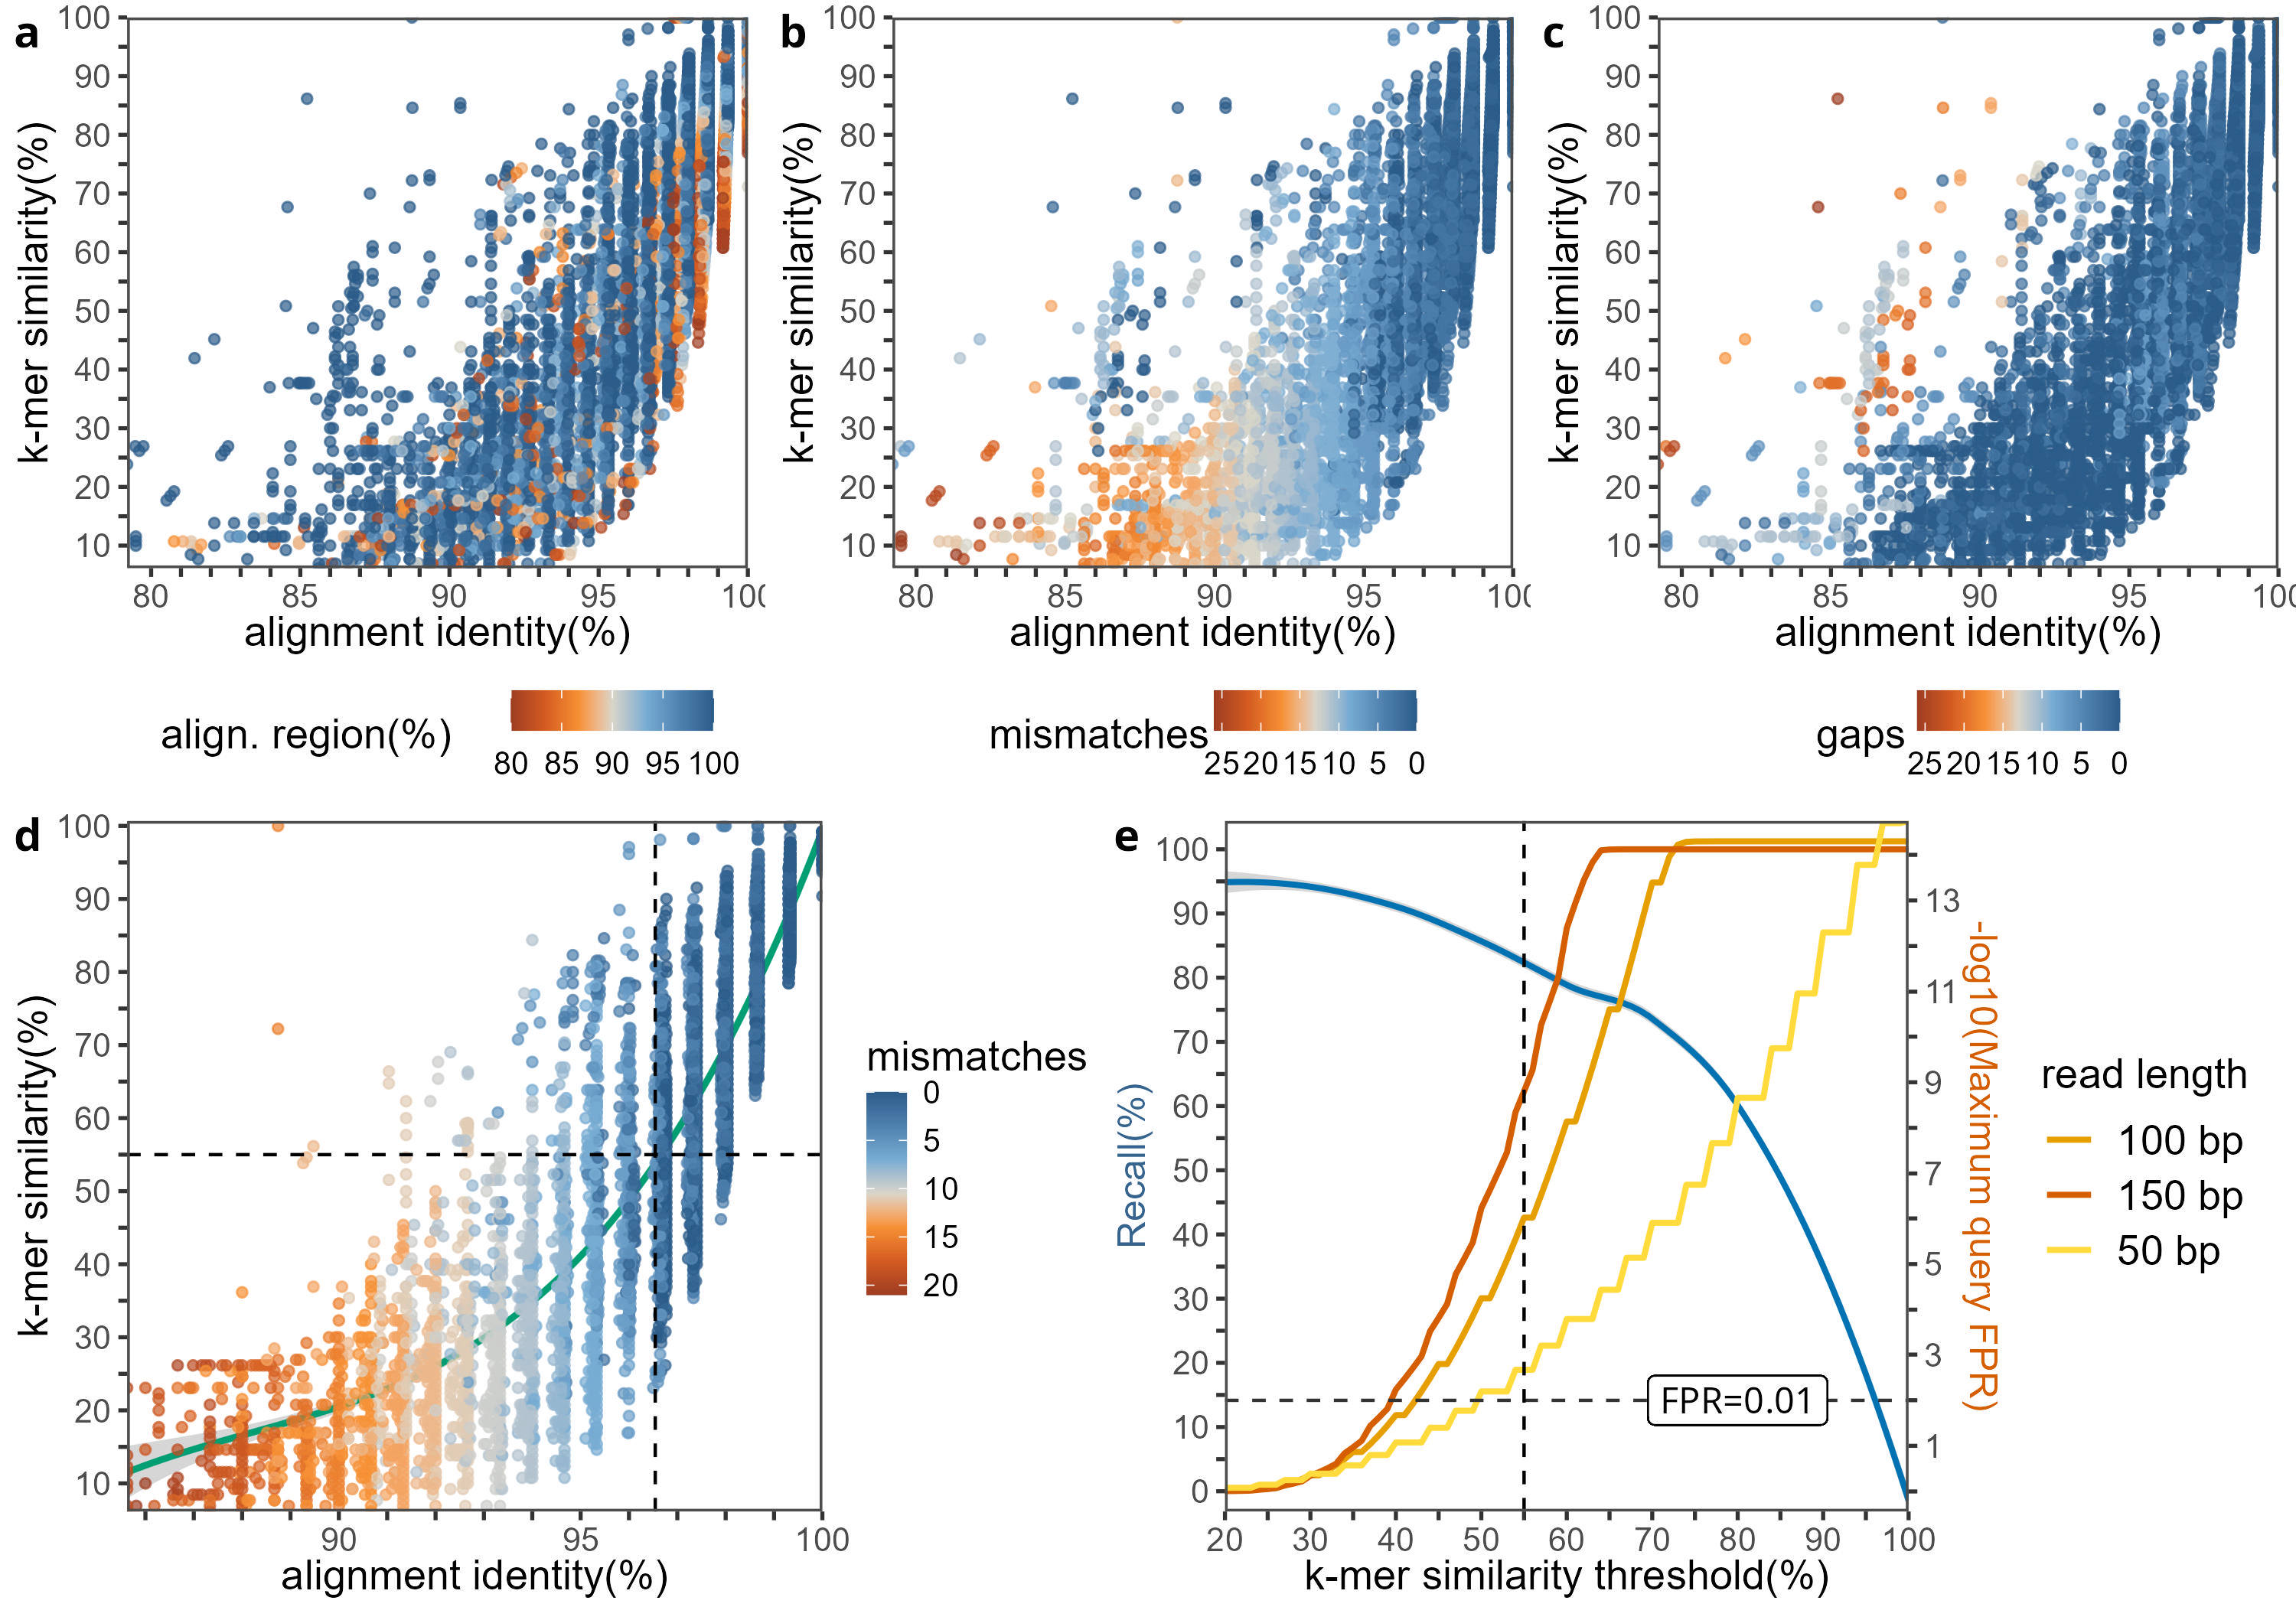 a
100
90
80
70
60
50
40
30
20
10
k-mer similarity(%)
80 85 90 95 100
alignment identity(%)
align. region(%)
80 85 90 95 100
b
100
90
80
70
60
50
40
30
20
10
k-mer similarity(%)
80 85 90 95 100
alignment identity(%)
mismatches
25 20 15 10 5 0
c
100
90
80
70
60
50
40
30
20
10
k-mer similarity(%)
80 85 90 95 100
alignment identity(%)
gaps
25 20 15 10 5 0
d
100
90
80
70
60
50
40
30
20
10
k-mer similarity(%)
90 95 100
alignment identity(%)
mismatches
0
5
10
15
20
e
100
90
80
70
60
50
40
30
20
10
0
Recall(%)
20 30 40 50 60 70 80 90 100
k-mer similarity threshold(%)
13
11
9
7
5
3
1
-log10(Maximum query FPR)
FPR=0.01
read length
100 bp
150 bp
50 bp